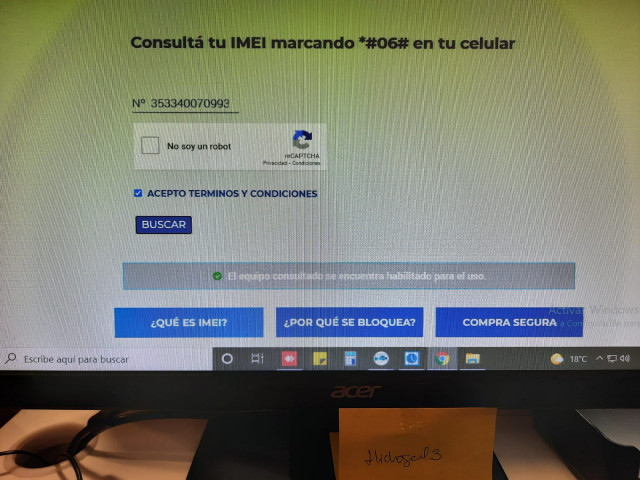 Consultá tu IMEI marcando *#06# en tu celular
Nº 353340070993
No soy un robot
reCAPTCHA
Privacidad - Condiciones
ACEPTO TERMINOS Y CONDICIONES
BUSCAR
El equipo consultado se encuentra habilitado para el uso.
¿QUÉ ES IMEI?
¿POR QUÉ SE BLOQUEA?
COMPRA SEGURA
Activar Windows
a Configuración
Escribe aquí para buscar
18°C
acer